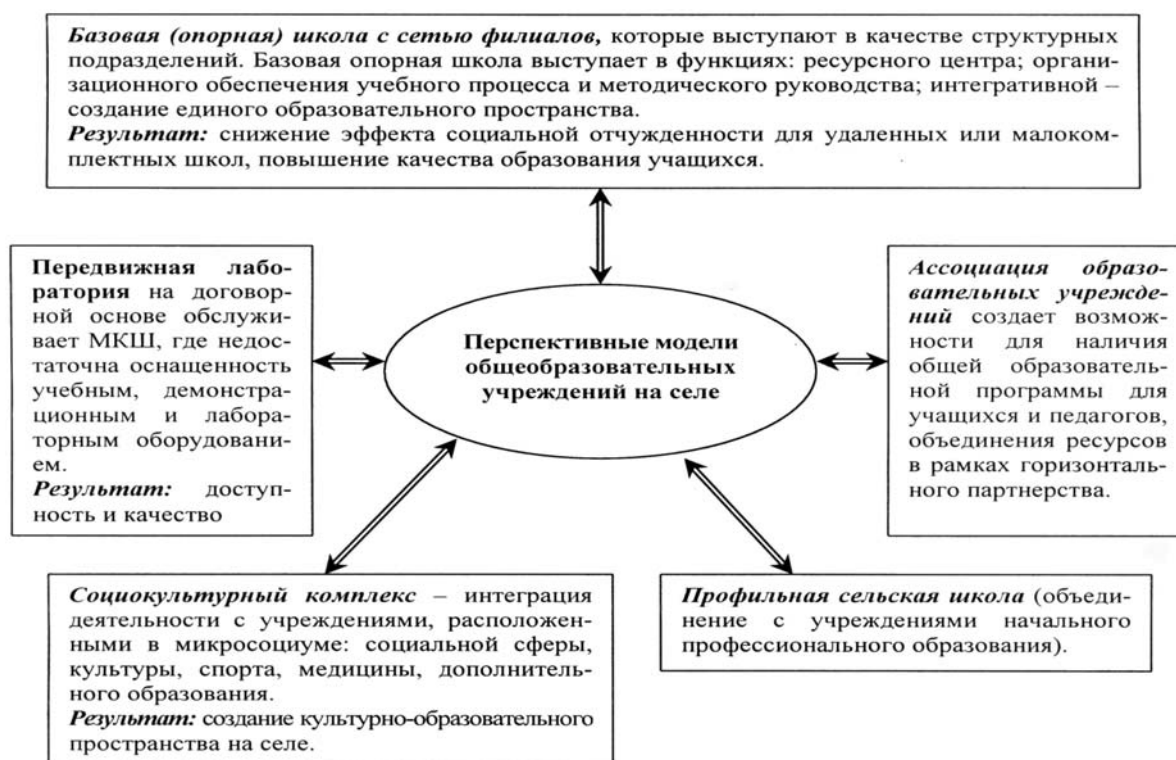 Базовая (опорная) школа с сетью филиалов, которые выступают в качестве структурных
подразделений. Базовая опорная школа выступает в функциях: ресурсного центра; органи-
зационного обеспечения учебного процесса и методического руководства; интегративной –
создание единого образовательного пространства.
Результат: снижение эффекта социальной отчужденности для удаленных или малоком-
плектных школ, повышение качества образования учащихся.
Передвижная лабо-
ратория на договор-
ной основе обслужи-
вает МКШ, где недос-
таточна оснащенность
учебным, демонстра-
ционным и лабора-
торным оборудовани-
ем.
Результат: доступ-
ность и качество
Перспективные модели
общеобразовательных
учреждений на селе
Ассоциация образо-
вательных учрежде-
ний создает возмож-
ности для наличия
общей образователь-
ной программы для
учащихся и педагогов,
объединения ресурсов
в рамках горизонталь-
ного партнерства.
Социокультурный комплекс – интеграция
деятельности с учреждениями, расположен-
ными в микросоциуме: социальной сферы,
культуры, спорта, медицины, дополнитель-
ного образования.
Результат: создание культурно-образовательного
пространства на селе.
Профильная сельская школа (объеди-
нение с учреждениями начального
профессионального образования).